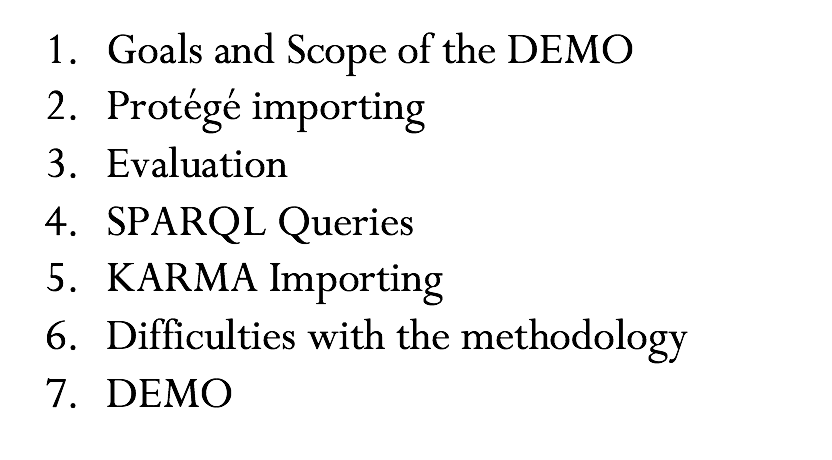 1. Goals and Scope of the DEMO
2. Protégé importing
3. Evaluation
4. SPARQL Queries
5. KARMA Importing
6. Difficulties with the methodology
7. DEMO